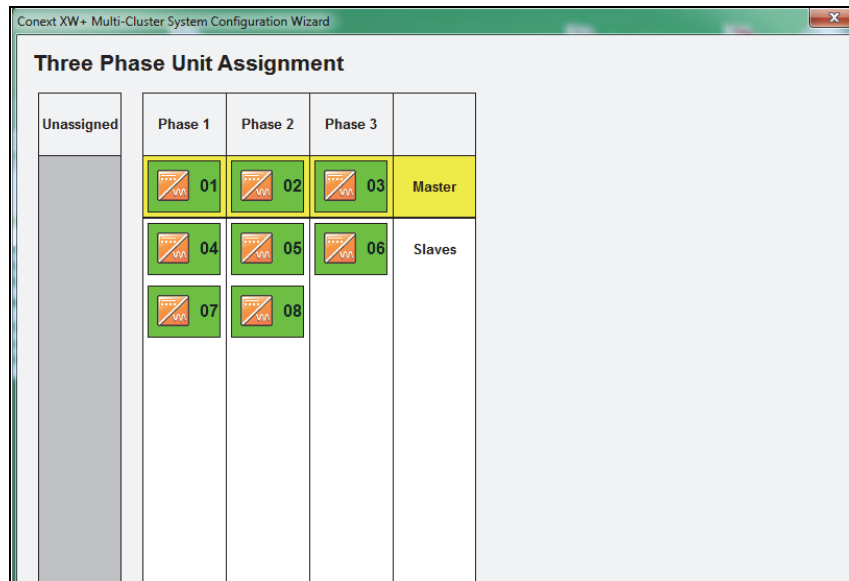 Conext XW+ Multi-Cluster System Configuration Wizard
Three Phase Unit Assignment
Unassigned Phase 1 Phase 2 Phase 3
01 02 03 Master
04 05 06 Slaves
07 08